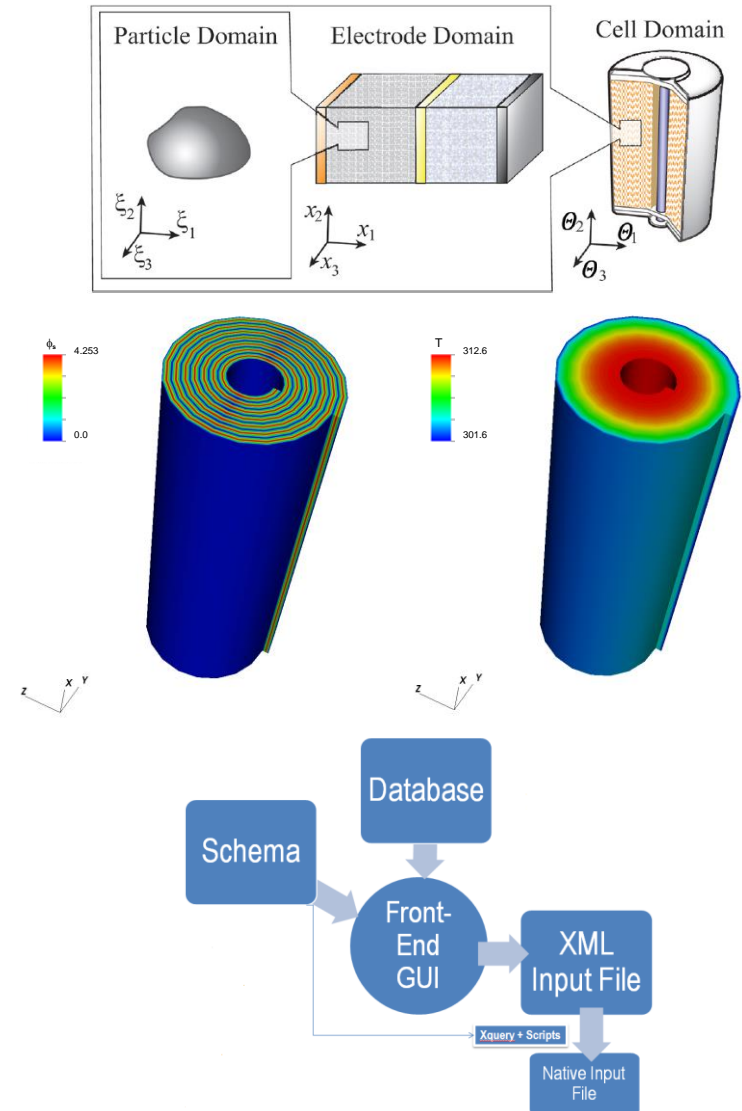 Particle Domain
Electrode Domain
Cell Domain
ξ2
ξ1
ξ3
x2
x1
x3
Θ2
Θ1
Θ3
ϕs
4.253
0.0
T
312.6
301.6
Z
X
Y
Z
X
Y
Database
Schema
Front-
End
GUI
XML
Input File
Xquery + Scripts
Native Input
File